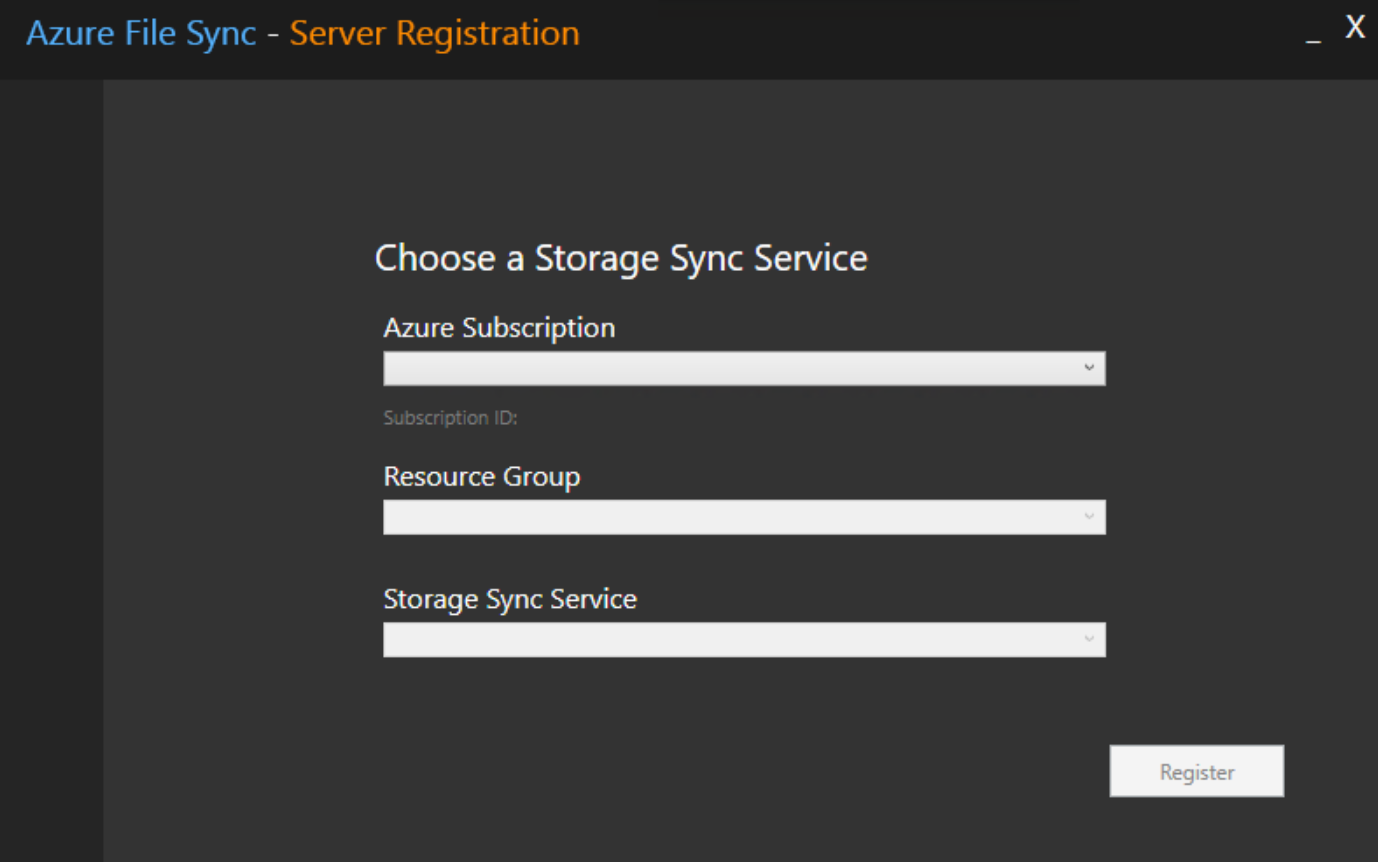 Azure File Sync - Server Registration
_ X
Choose a Storage Sync Service
Azure Subscription
Subscription ID:
Resource Group
Storage Sync Service
Register